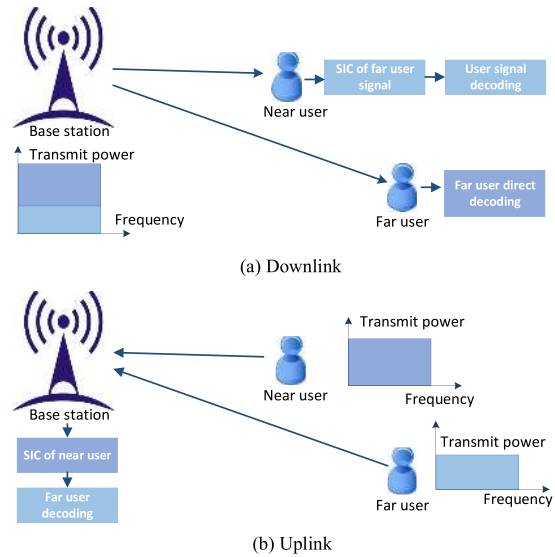 SIC of far user
signal
User signal
decoding
Near user
Base station
Transmit power
Frequency
Far user direct
decoding
Far user
(a) Downlink
Transmit power
Frequency
Near user
Base station
SIC of near user
Far user
decoding
Transmit power
Frequency
Far user
(b) Uplink